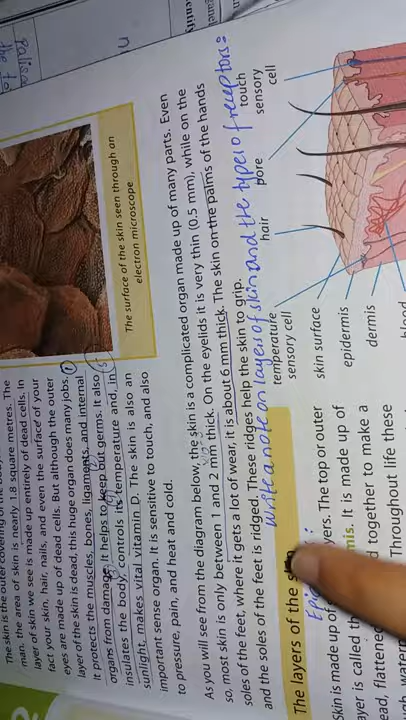 The skin is the outer covering of the
man, the area of skin is nearly 1.8 square metres. The
layer of skin we see is made up entirely of dead cells. In
fact your skin, hair, nails, and even the surface of your
eyes are made up of dead cells. But although the outer
layer of the skin is dead, this huge organ does many jobs.
It protects the muscles, bones, ligaments, and internal
organs from damage. It helps to keep out germs. It also
insulates the body, controls its temperature and, in
sunlight, makes vital vitamin D. The skin is also an
important sense organ. It is sensitive to touch, and also
to pressure, pain, and heat and cold.
The surface of the skin seen through an
electron microscope
As you will see from the diagram below, the skin is a complicated organ made up of many parts. Even
so, most skin is only between 1 and 2 mm thick. On the eyelids it is very thin (0.5 mm), while on the
soles of the feet, where it gets a lot of wear, it is about 6 mm thick. The skin on the palms of the hands
and the soles of the feet is ridged. These ridges help the skin to grip.
write a note on layers of skin and the types of receptors:
The layers of the
skin is made up of
yers. The top or outer
ayer is called the
mis. It is made up of
ead, flattened
d together to make a
Throughout life these
temperature
sensory cell
hair
pore
touch
sensory
cell
skin surface
epidermis
dermis